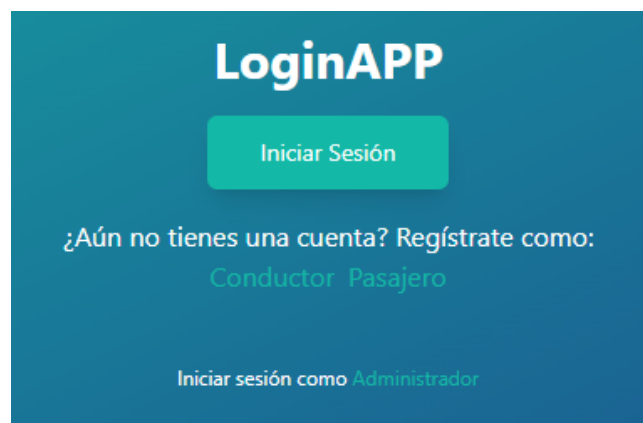 LoginAPP
Iniciar Sesión
¿Aún no tienes una cuenta? Regístrate como:
Conductor Pasajero
Iniciar sesión como Administrador